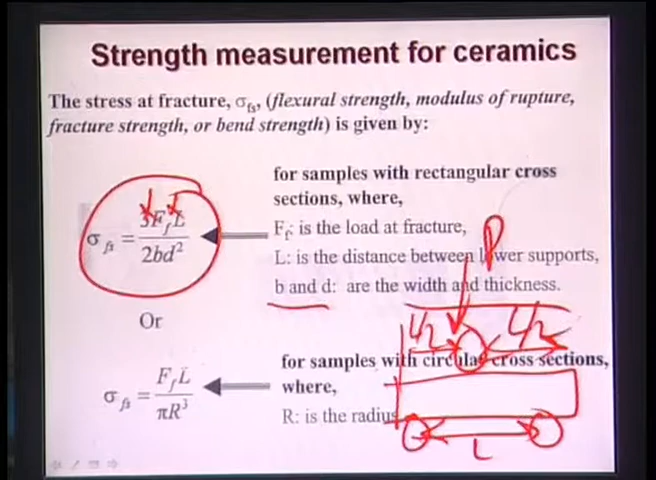 Strength measurement for ceramics
The stress at fracture, σfs, (flexural strength, modulus of rupture,
fracture strength, or bend strength) is given by:
for samples with rectangular cross
sections, where,
σfs = 3FfL / 2bd²
Ff: is the load at fracture,
L: is the distance between lower supports,
b and d: are the width and thickness.
P
Or
L/2 L/2
for samples with circular cross sections,
where,
σfs = FfL / πR³
R: is the radius
L